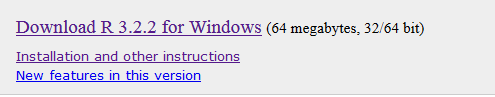 Download R 3.2.2 for Windows (64 megabytes, 32/64 bit)
Installation and other instructions
New features in this version